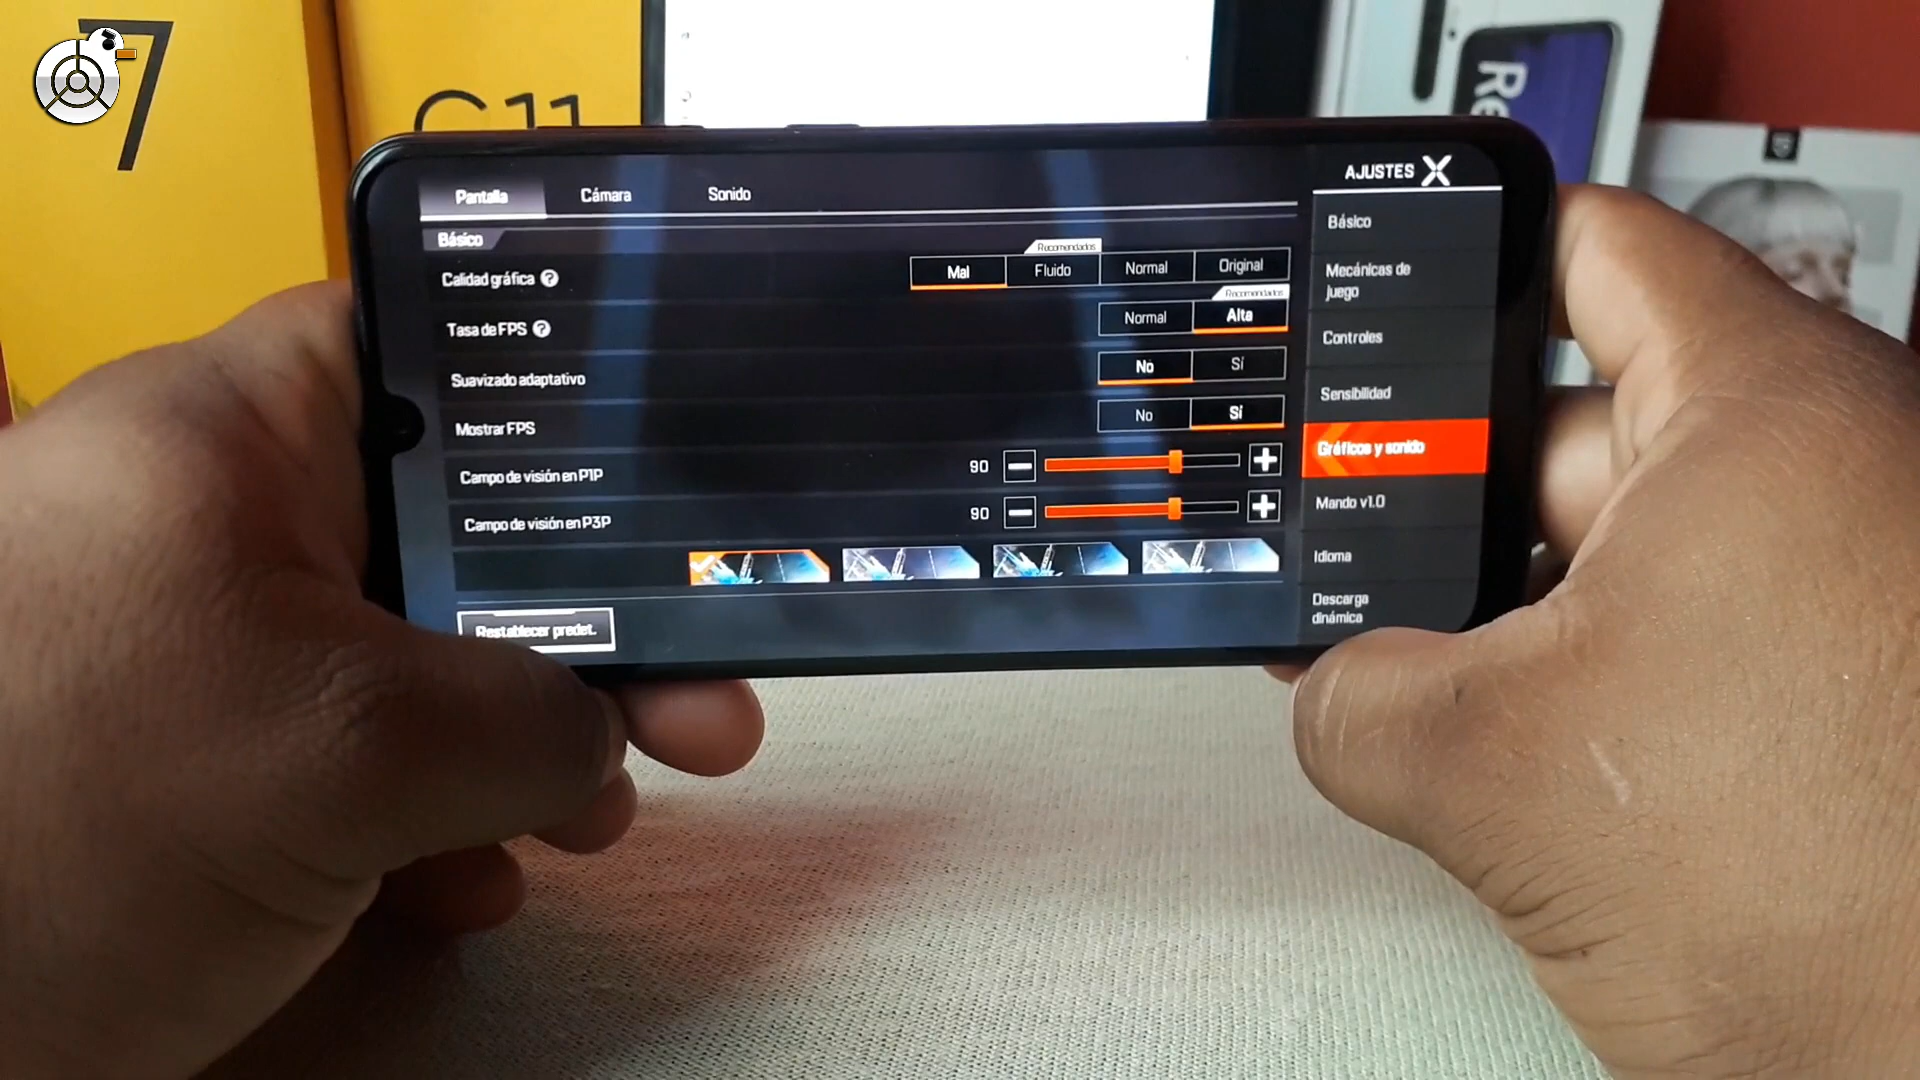 7
C11
Re
AJUSTES
Pantalla Cámara Sonido
Básico
Recomendados
Calidad gráfica ? Mal Fluido Normal Original
Recomendados
Tasa de FPS ? Normal Alta
Suavizado adaptativo No Sí
Mostrar FPS No Sí
Campo de visión en P1P 90
Campo de visión en P3P 90
Restablecer predet.
Básico
Mecánicas de
juego
Controles
Sensibilidad
Gráficos y sonido
Mando v1.0
Idioma
Descarga
dinámica